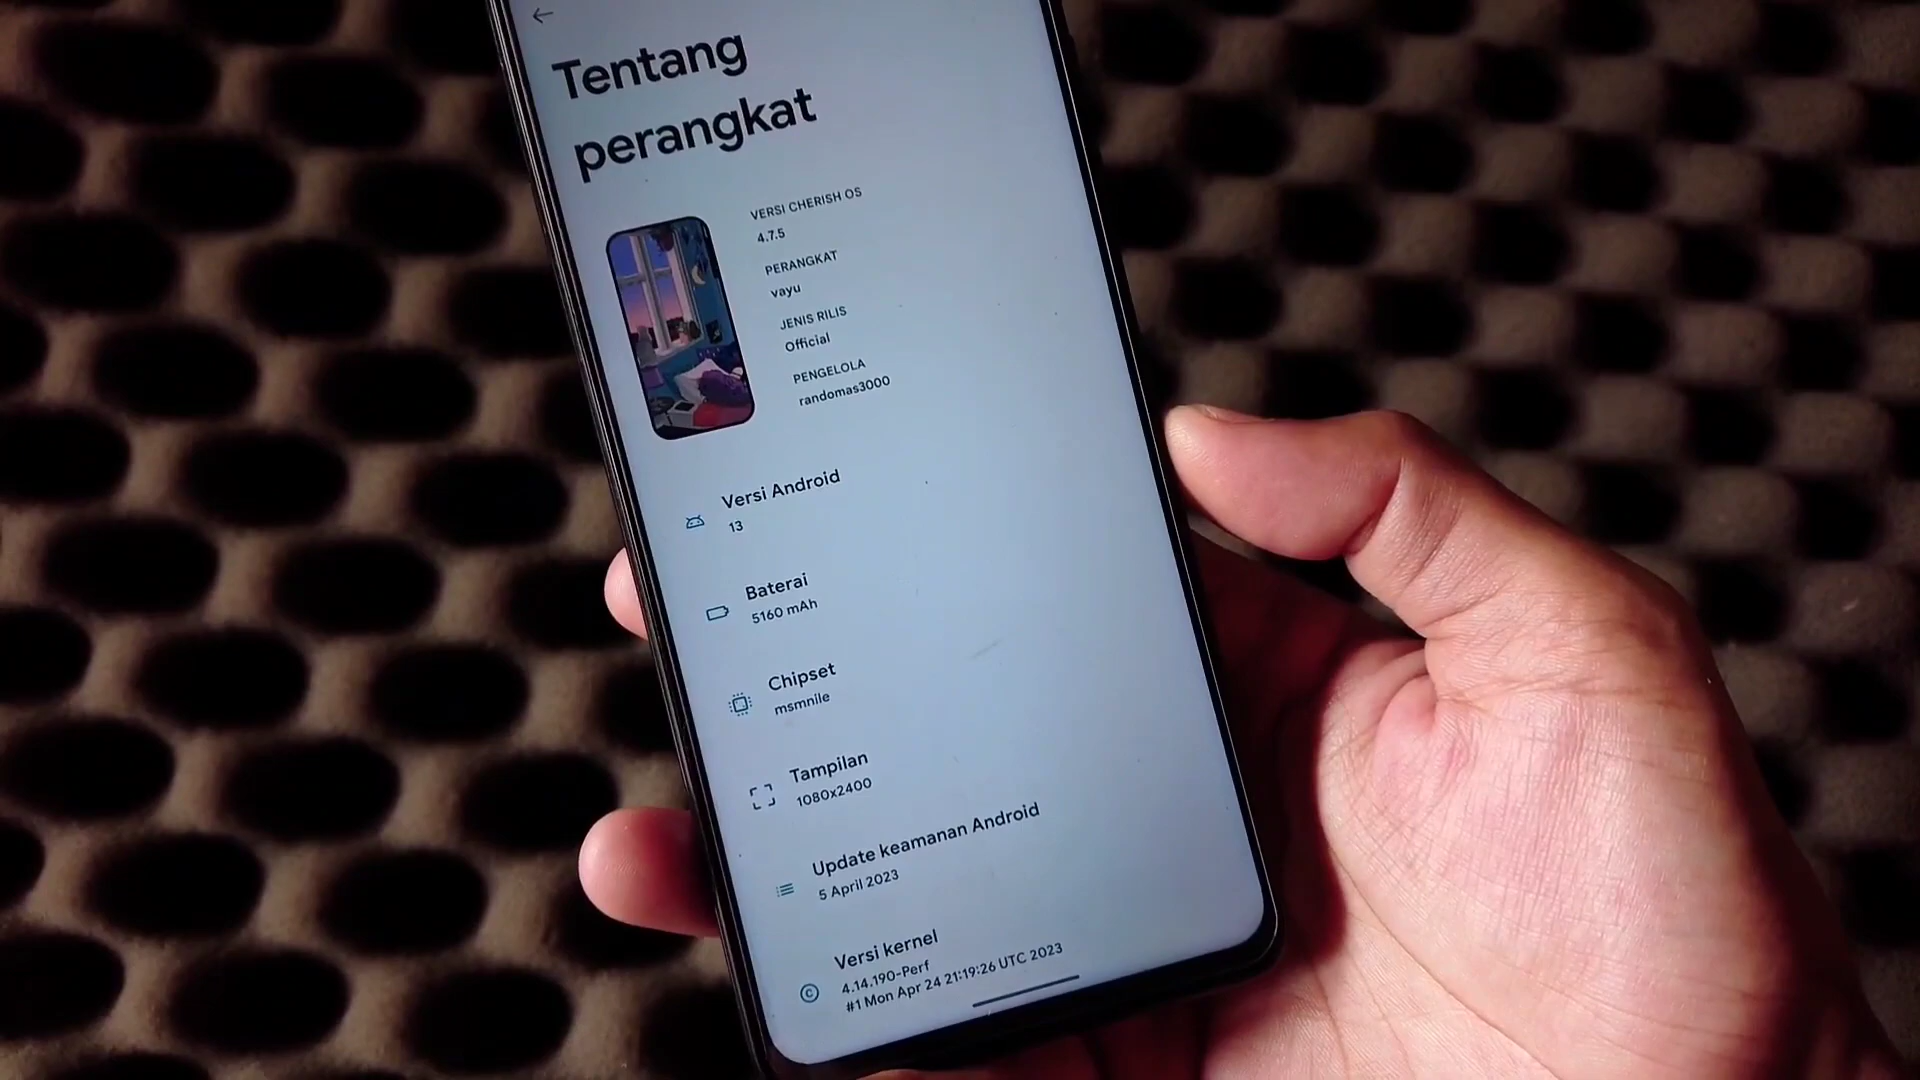 Tentang
perangkat
VERSI CHERISH OS
4.7.5
PERANGKAT
vayu
JENIS RILIS
Official
PENGELOLA
randomas3000
Versi Android
13
Baterai
5160 mAh
Chipset
msmnile
Tampilan
1080x2400
Update keamanan Android
5 April 2023
Versi kernel
4.14.190-Perf
#1 Mon Apr 24 21:19:26 UTC 2023